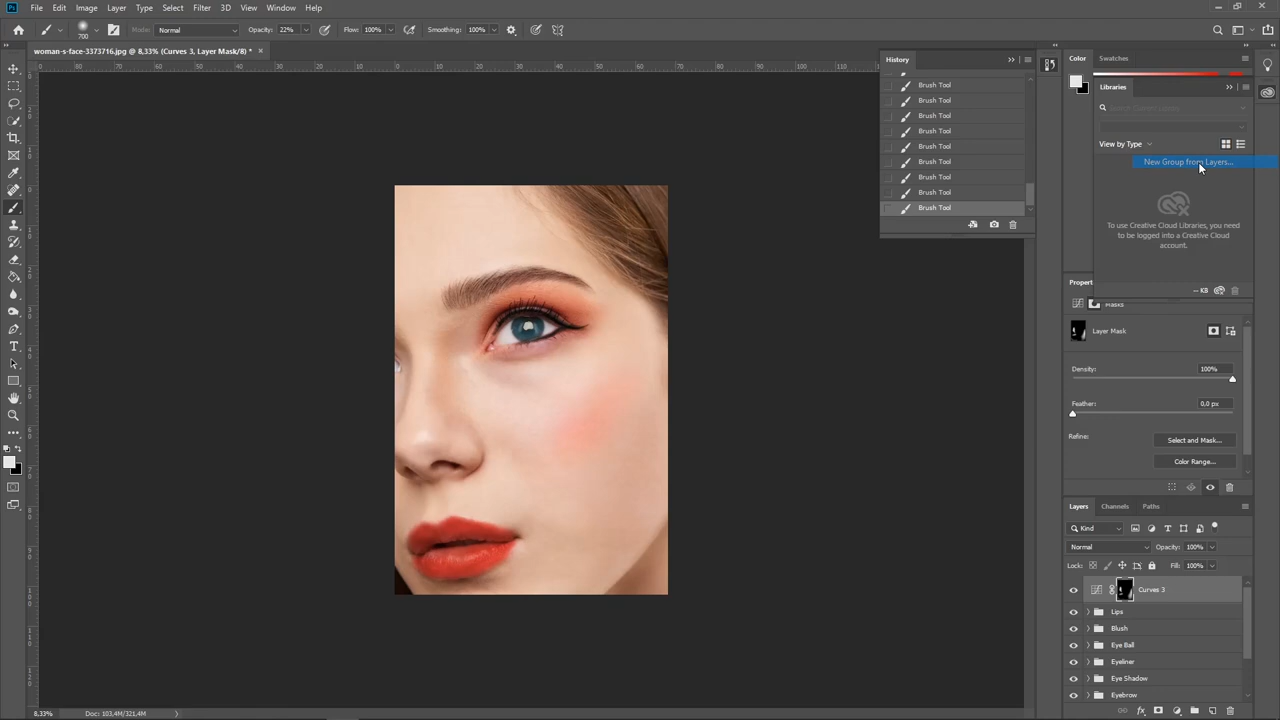 Ps File Edit Image Layer Type Select Filter 3D View Window Help
700 Mode: Normal Opacity: 22% Flow: 100% Smoothing: 100%
woman-s-face-3373716.jpg @ 8,33% (Curves 3, Layer Mask/8) * ×
History
Brush Tool
Brush Tool
Brush Tool
Brush Tool
Brush Tool
Brush Tool
Brush Tool
Brush Tool
Brush Tool
Color Swatches
Libraries
View by Type
New Group from Layers...
To use Creative Cloud Libraries, you
need to be logged into a Creative Cloud
account.
-- KB
Masks
Layer Mask
Density: 100%
Feather: 0,0 px
Refine: Select and Mask...
Color Range...
Layers Channels Paths
Kind
Normal Opacity: 100%
Lock: Fill: 100%
Curves 3
Lips
Blush
Eye Ball
Eyeliner
Eye Shadow
Eyebrow
8,33% Doc: 103,4M/321,4M